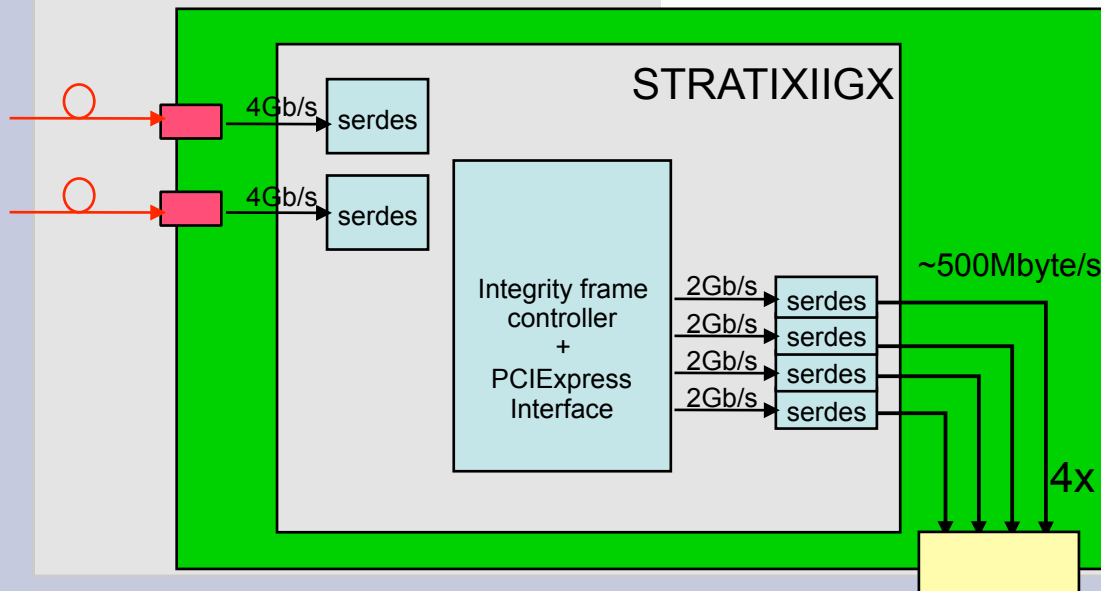 STRATIXIIGX
4Gb/s
serdes
4Gb/s
serdes
Integrity frame
controller
+
PCIExpress
Interface
2Gb/s
serdes
2Gb/s
serdes
2Gb/s
serdes
2Gb/s
serdes
~500Mbyte/s
4x